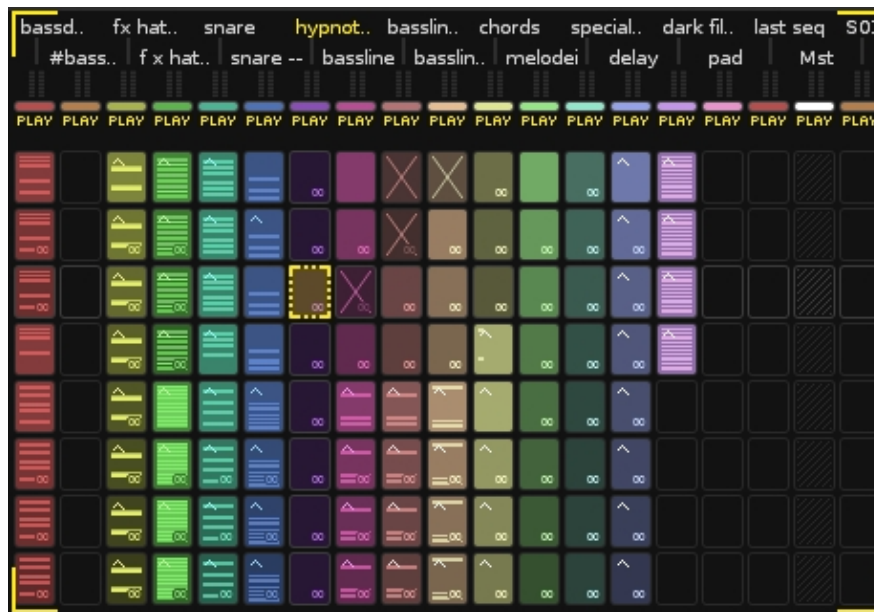 bassd.. fx hat.. snare hypnot.. basslin.. chords special.. dark fil.. last seq S01
#bass.. f x hat.. snare -- bassline basslin.. melodei delay pad Mst
PLAY PLAY PLAY PLAY PLAY PLAY PLAY PLAY PLAY PLAY PLAY PLAY PLAY PLAY PLAY PLAY PLAY PLAY PLAY